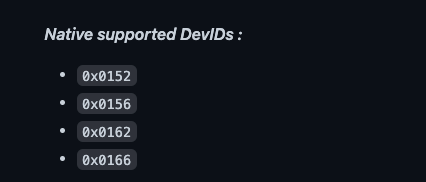 Native supported DevIDs :
• 0x0152
• 0x0156
• 0x0162
• 0x0166